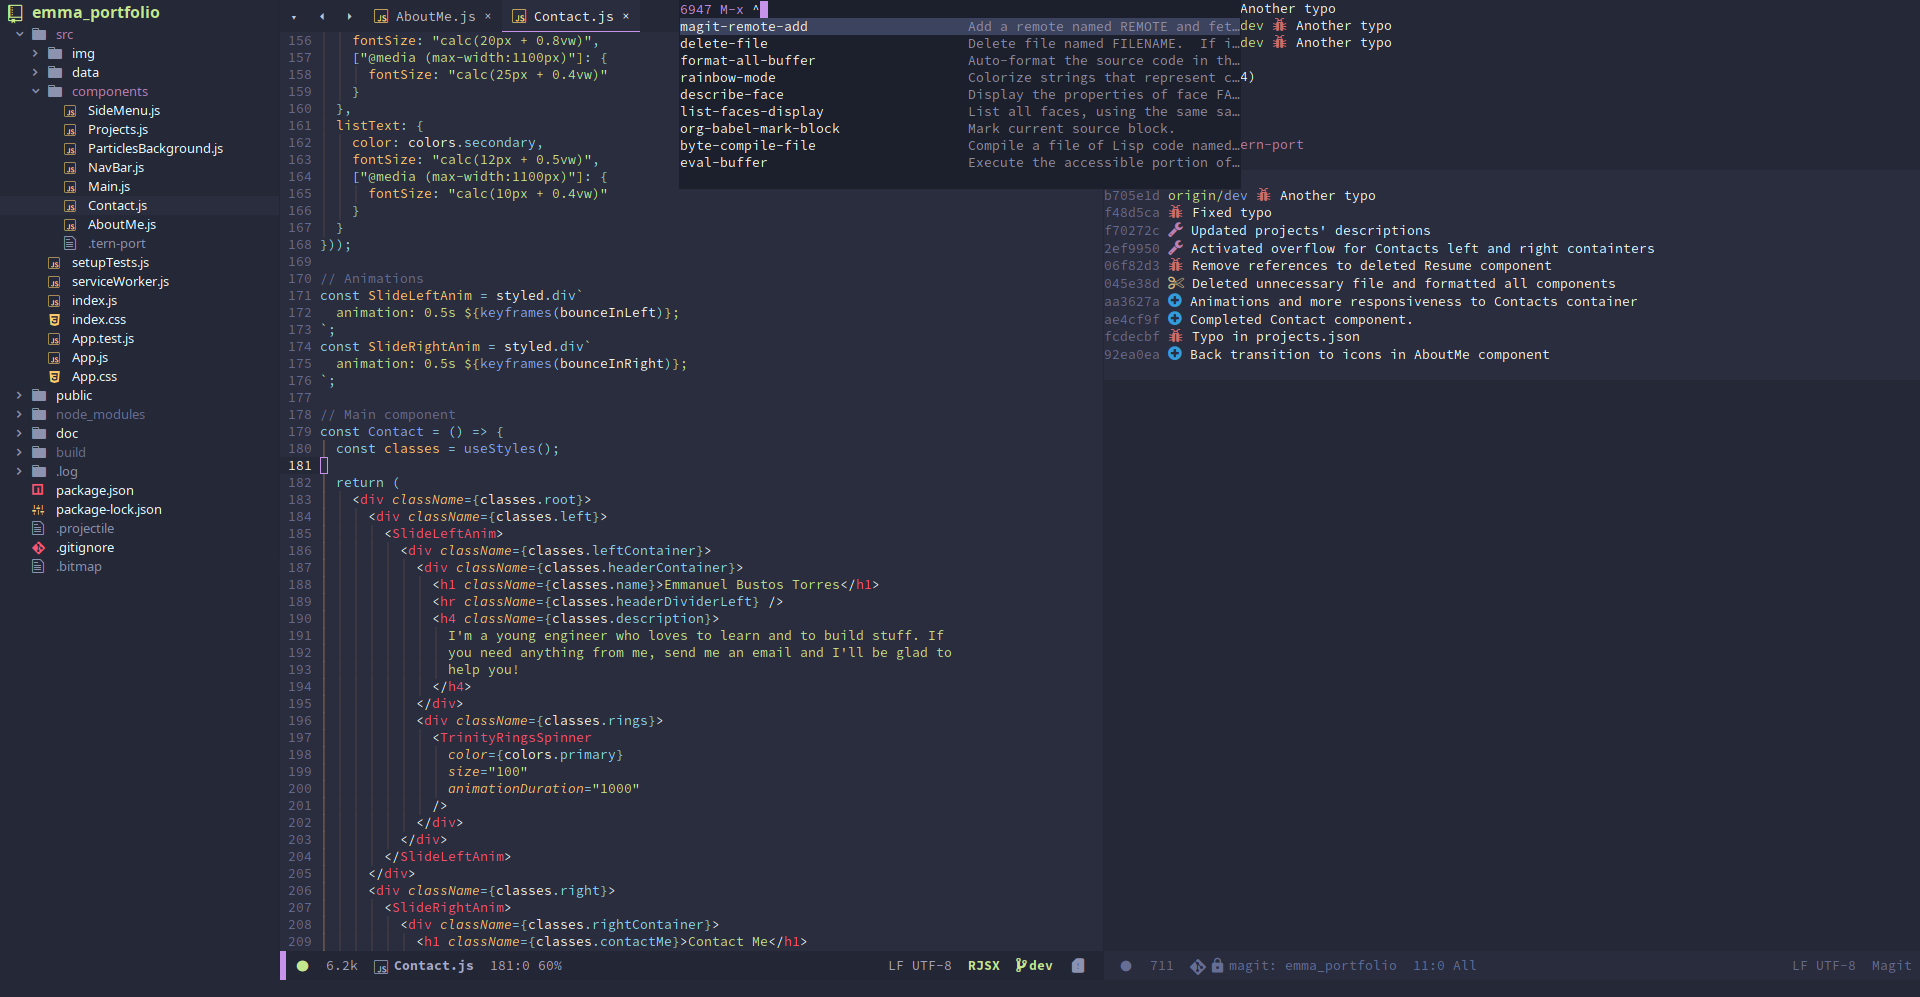 emma_portfolio
src
img
data
components
SideMenu.js
Projects.js
ParticlesBackground.js
NavBar.js
Main.js
Contact.js
AboutMe.js
.tern-port
setupTests.js
serviceWorker.js
index.js
index.css
App.test.js
App.js
App.css
public
node_modules
doc
build
.log
package.json
package-lock.json
.projectile
.gitignore
.bitmap
AboutMe.js ×
Contact.js ×
156 fontSize: "calc(20px + 0.8vw)",
157 ["@media (max-width:1100px)"]: {
158 fontSize: "calc(25px + 0.4vw)"
159 }
160 },
161 listText: {
162 color: colors.secondary,
163 fontSize: "calc(12px + 0.5vw)",
164 ["@media (max-width:1100px)"]: {
165 fontSize: "calc(10px + 0.4vw)"
166 }
167 }
168 }));
169
170 // Animations
171 const SlideLeftAnim = styled.div`
172 animation: 0.5s ${keyframes(bounceInLeft)};
173 `;
174 const SlideRightAnim = styled.div`
175 animation: 0.5s ${keyframes(bounceInRight)};
176 `;
177
178 // Main component
179 const Contact = () => {
180 const classes = useStyles();
181
182 return (
183 <div className={classes.root}>
184 <div className={classes.left}>
185 <SlideLeftAnim>
186 <div className={classes.leftContainer}>
187 <div className={classes.headerContainer}>
188 <h1 className={classes.name}>Emmanuel Bustos Torres</h1>
189 <hr className={classes.headerDividerLeft} />
190 <h4 className={classes.description}>
191 I'm a young engineer who loves to learn and to build stuff. If
192 you need anything from me, send me an email and I'll be glad to
193 help you!
194 </h4>
195 </div>
196 <div className={classes.rings}>
197 <TrinityRingsSpinner
198 color={colors.primary}
199 size="100"
200 animationDuration="1000"
201 />
202 </div>
203 </div>
204 </SlideLeftAnim>
205 </div>
206 <div className={classes.right}>
207 <SlideRightAnim>
208 <div className={classes.rightContainer}>
209 <h1 className={classes.contactMe}>Contact Me</h1>
6.2k Contact.js 181:0 60% LF UTF-8 RJSX dev
6947 M-x ^
magit-remote-add Add a remote named REMOTE and fet…
delete-file Delete file named FILENAME. If i…
format-all-buffer Auto-format the source code in th…
rainbow-mode Colorize strings that represent c…
describe-face Display the properties of face FA…
list-faces-display List all faces, using the same sa…
org-babel-mark-block Mark current source block.
byte-compile-file Compile a file of Lisp code named…
eval-buffer Execute the accessible portion of…
Another typo
dev Another typo
dev Another typo
4)
ern-port
b705e1d origin/dev Another typo
f48d5ca Fixed typo
f70272c Updated projects' descriptions
2ef9950 Activated overflow for Contacts left and right containters
06f82d3 Remove references to deleted Resume component
045e38d Deleted unnecessary file and formatted all components
aa3627a Animations and more responsiveness to Contacts container
ae4cf9f Completed Contact component.
fcdecbf Typo in projects.json
92ea0ea Back transition to icons in AboutMe component
711 magit: emma_portfolio 11:0 All LF UTF-8 Magit